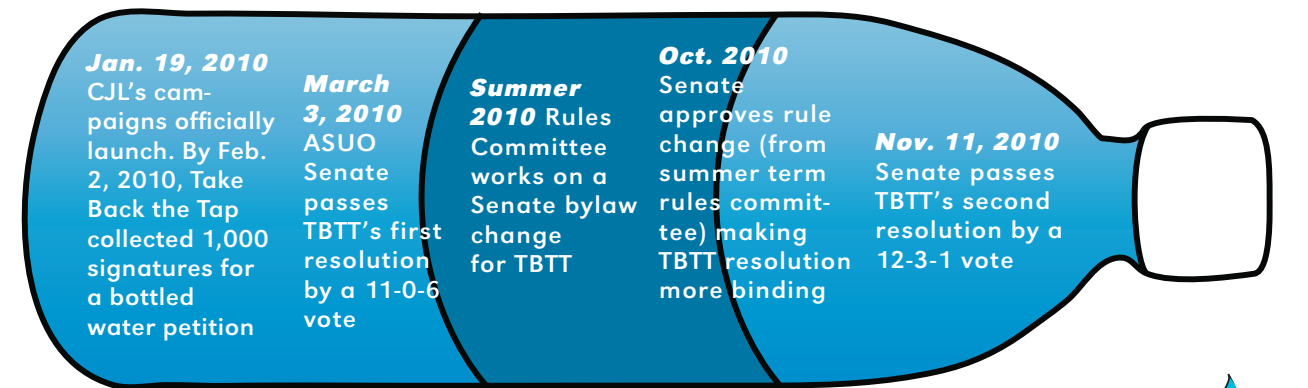 Jan. 19, 2010
CJL's cam-
paigns officially
launch. By Feb.
2, 2010, Take
Back the Tap
collected 1,000
signatures for
a bottled
water petition
March
3, 2010
ASUO
Senate
passes
TBTT's first
resolution
by a 11-0-6
vote
Summer
2010 Rules
Committee
works on a
Senate bylaw
change
for TBTT
Oct. 2010
Senate
approves rule
change (from
summer term
rules commit-
tee) making
TBTT resolution
more binding
Nov. 11, 2010
Senate passes
TBTT's second
resolution by a
12-3-1 vote